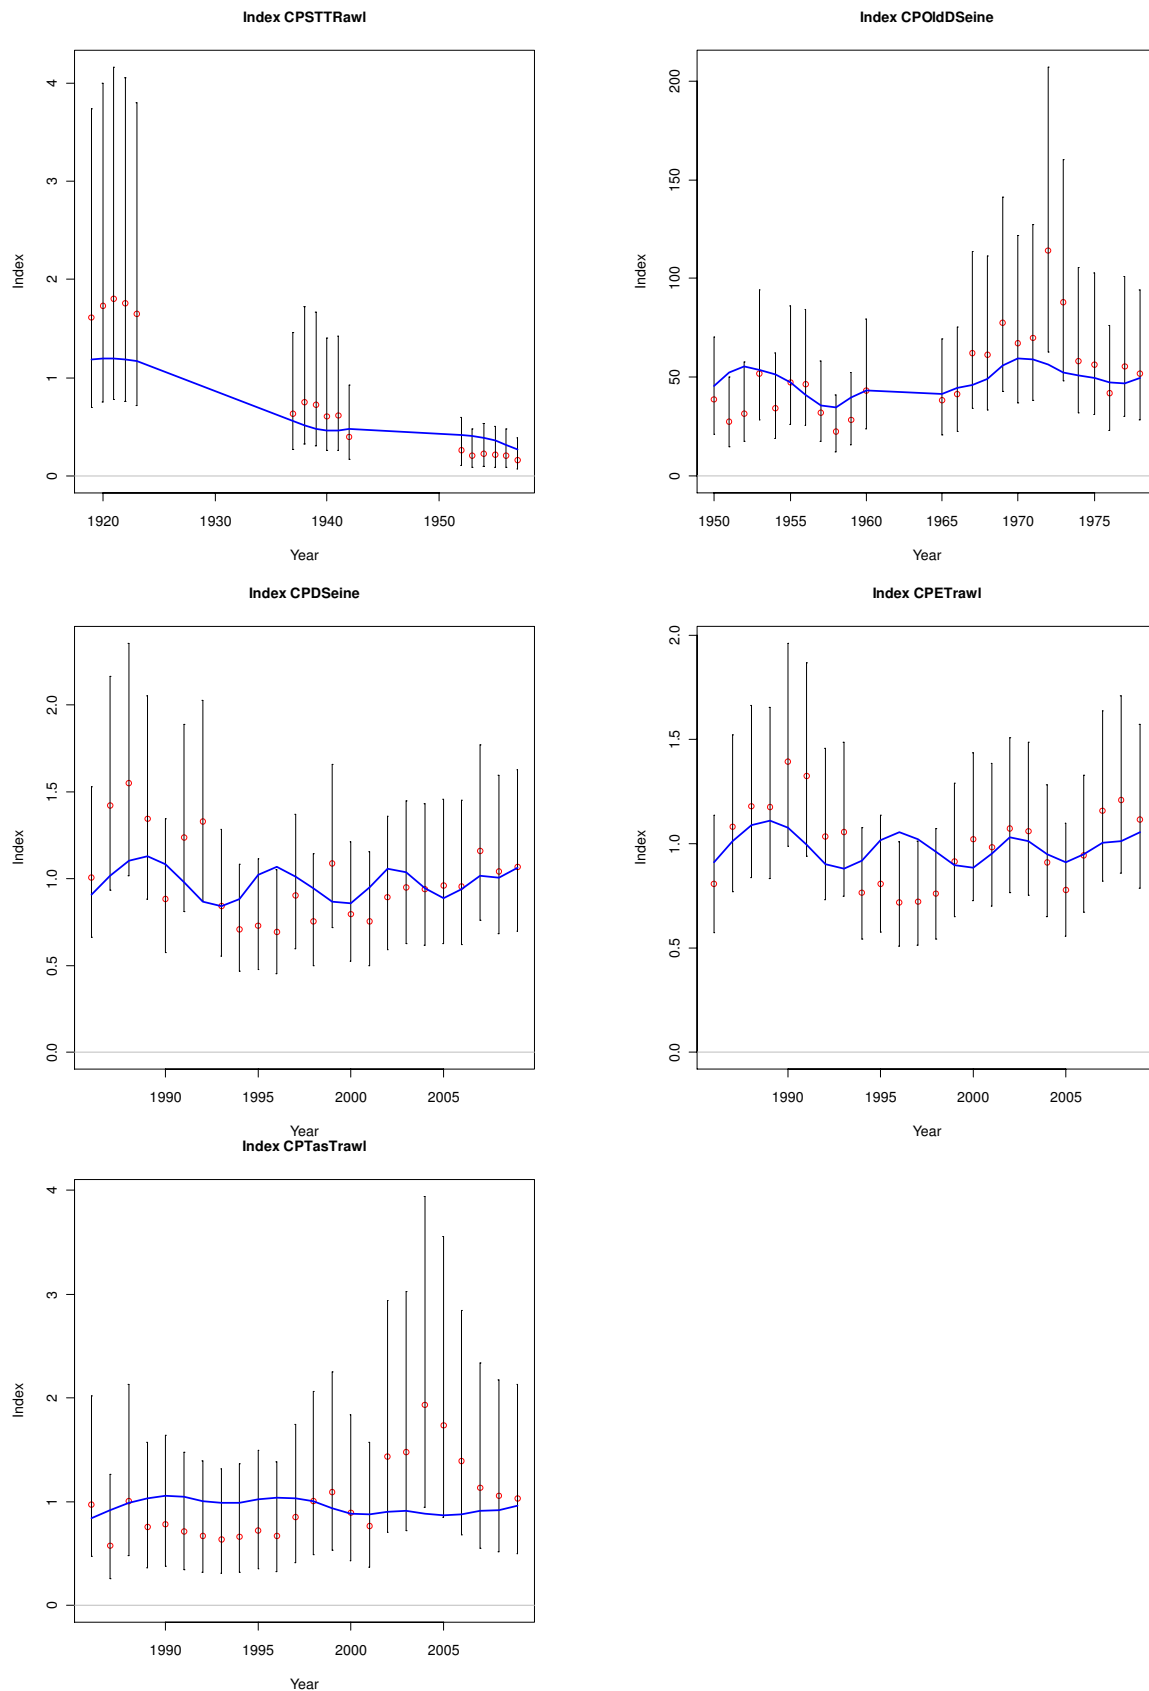 Index CPSTTRawl
Index
4
3
2
1
0
1920 1930 1940 1950
Year
Index CPOldDSeine
Index
200
150
100
50
0
1950 1955 1960 1965 1970 1975
Year
Index CPDSeine
Index
2.0
1.5
1.0
0.5
0.0
1990 1995 2000 2005
Year
Index CPETrawl
Index
2.0
1.5
1.0
0.5
0.0
1990 1995 2000 2005
Year
Index CPTasTrawl
Index
4
3
2
1
0
1990 1995 2000 2005
Year